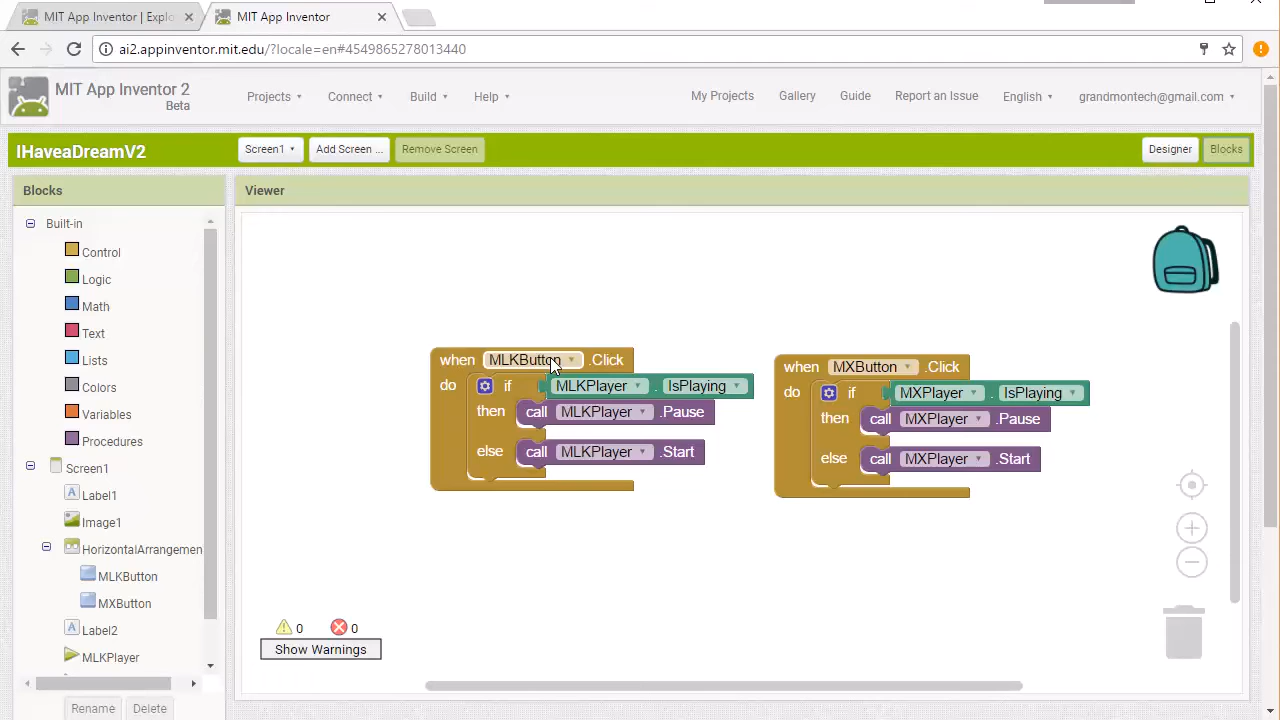 MIT App Inventor | Explo
MIT App Inventor
ai2.appinventor.mit.edu/?locale=en#4549865278013440
MIT App Inventor 2
Beta
Projects
Connect
Build
Help
My Projects
Gallery
Guide
Report an Issue
English
grandmontech@gmail.com
IHaveaDreamV2
Screen1
Add Screen ...
Remove Screen
Designer
Blocks
Blocks
Viewer
Built-in
Control
Logic
Math
Text
Lists
Colors
Variables
Procedures
Screen1
Label1
Image1
HorizontalArrangemen
MLKButton
MXButton
Label2
MLKPlayer
Rename
Delete
when MLKButton .Click
do if MLKPlayer . IsPlaying
then call MLKPlayer .Pause
else call MLKPlayer .Start
when MXButton .Click
do if MXPlayer . IsPlaying
then call MXPlayer .Pause
else call MXPlayer .Start
0 0
Show Warnings